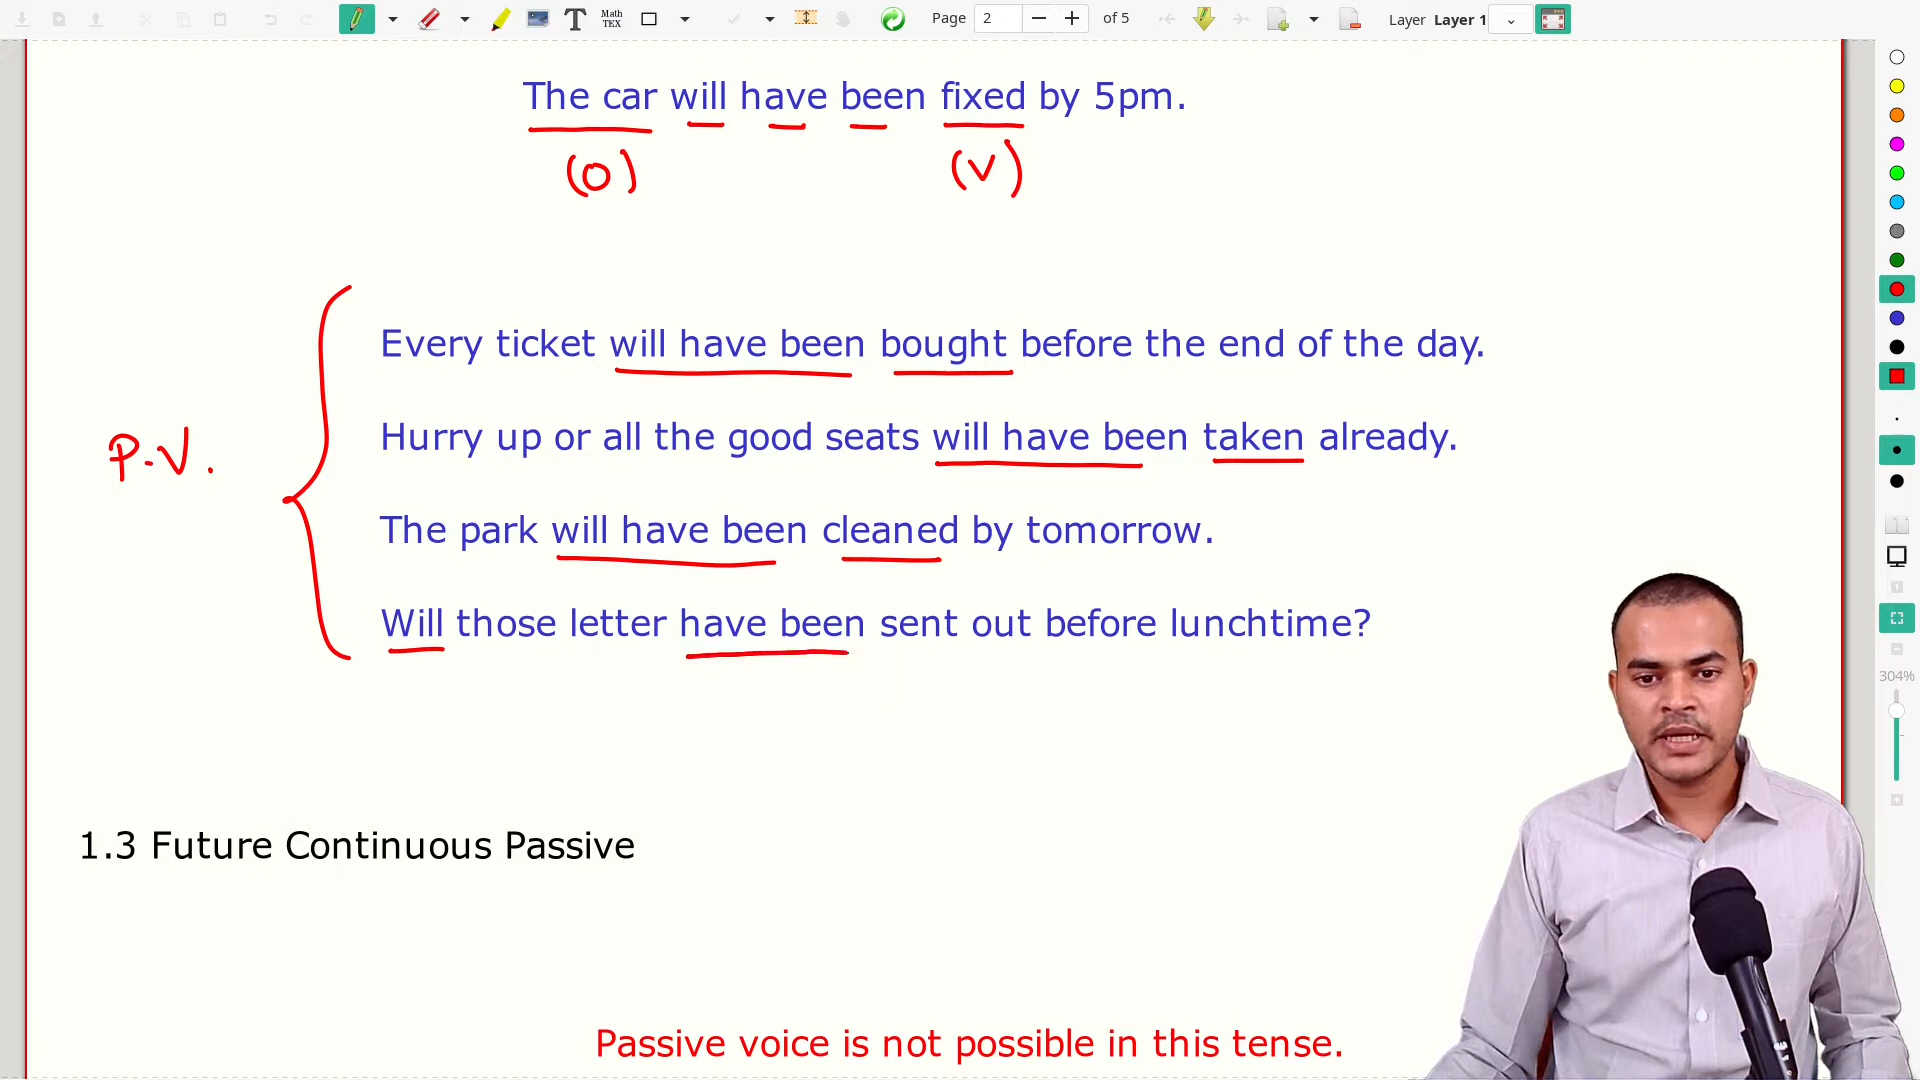 Math
TEX
Page 2 of 5
Layer Layer 1
The car will have been fixed by 5pm.
(O) (V)
Every ticket will have been bought before the end of the day.
Hurry up or all the good seats will have been taken already.
P.V.
The park will have been cleaned by tomorrow.
Will those letter have been sent out before lunchtime?
304%
1.3 Future Continuous Passive
Passive voice is not possible in this tense.